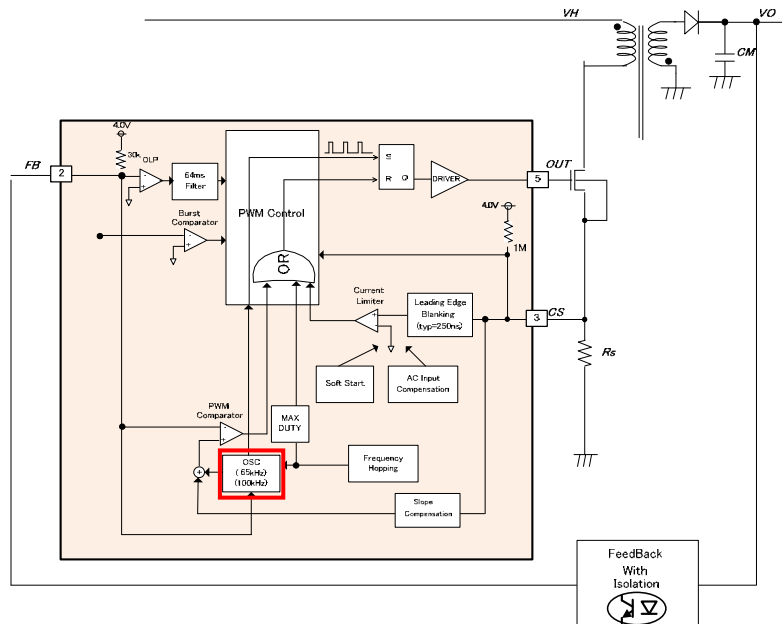 VH
VO
CM
4.0V
30k
OLP
FB
2
64ms
Filter
PWM Control
S
R
Q
DRIVER
OUT
5
Burst
Comparator
OR
4.0V
1M
Current
Limiter
Leading Edge
Blanking
(typ=250ns)
3
CS
Rs
Soft Start
AC Input
Compensation
PWM
Comparator
MAX
DUTY
OSC
(65kHz)
(100kHz)
Frequency
Hopping
Slope
Compensation
FeedBack
With
Isolation